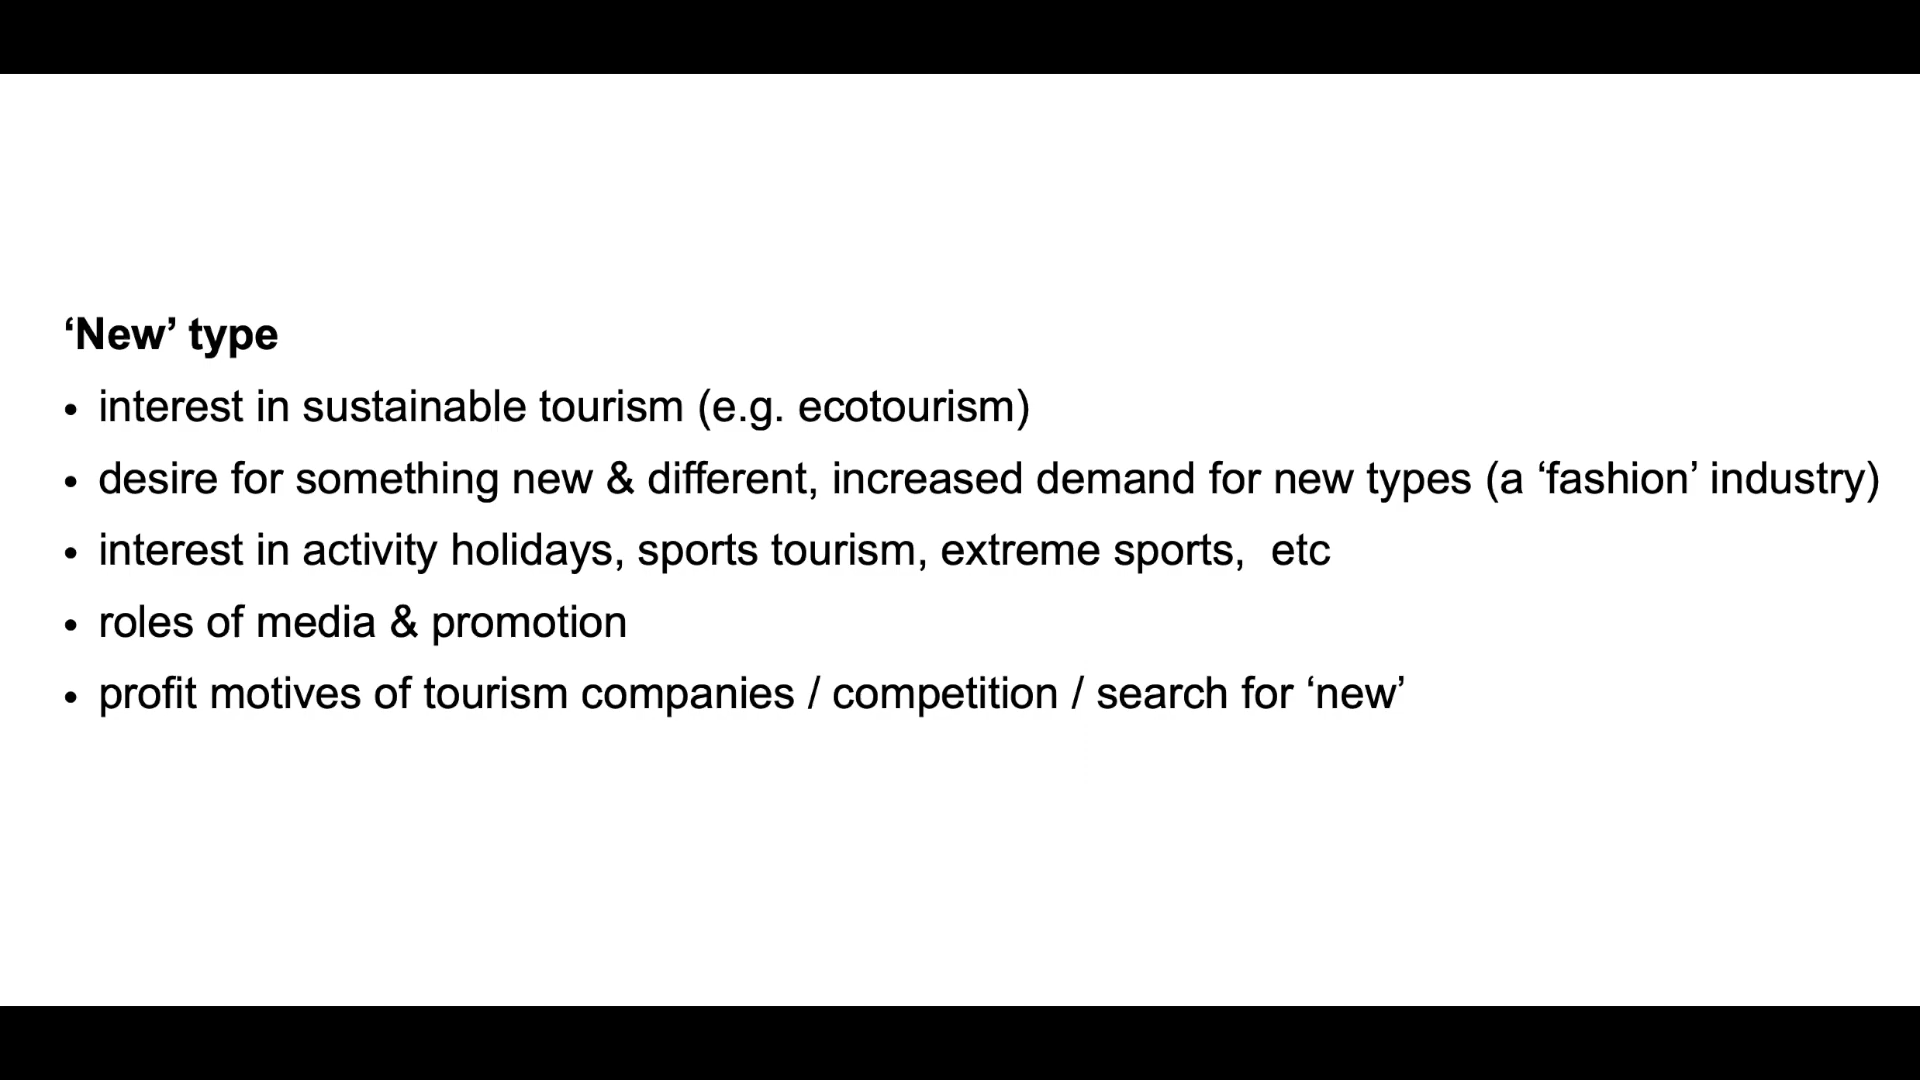 ‘New’ type
• interest in sustainable tourism (e.g. ecotourism)
• desire for something new & different, increased demand for new types (a ‘fashion’ industry)
• interest in activity holidays, sports tourism, extreme sports,  etc
• roles of media & promotion
• profit motives of tourism companies / competition / search for ‘new’